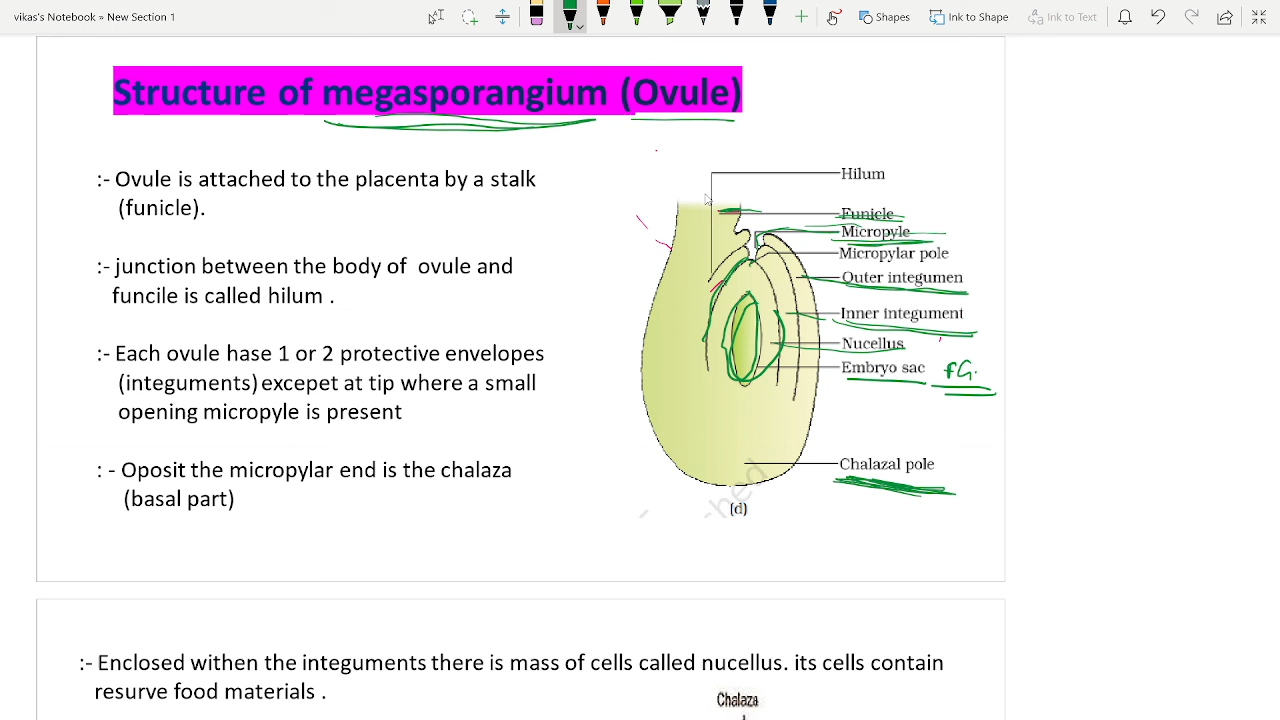 vikas's Notebook » New Section 1
Shapes
Ink to Shape
Ink to Text
Structure of megasporangium (Ovule)
:- Ovule is attached to the placenta by a stalk
(funicle).
:- junction between the body of ovule and
funcile is called hilum .
:- Each ovule hase 1 or 2 protective envelopes
(integuments) excepet at tip where a small
opening micropyle is present
: - Oposit the micropylar end is the chalaza
(basal part)
Hilum
Funicle
Micropyle
Micropylar pole
Outer integumen
Inner integument
Nucellus
Embryo sac fG.
Chalazal pole
(d)
:- Enclosed withen the integuments there is mass of cells called nucellus. its cells contain
resurve food materials .
Chalaza